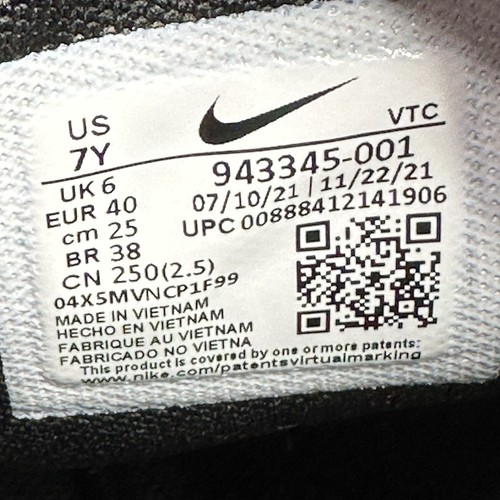 US
7Y
VTC
943345-001
07/10/21 | 11/22/21
UPC 00888412141906
UK 6
EUR 40
cm 25
BR 38
CN 250(2.5)
04X5MVNCP1F99
MADE IN VIETNAM
HECHO EN VIETNAM
FABRIQUE AU VIETNAM
FABRICADO NO VIETNA
This product is covered by one or more patents:
www.nike.com/patentsvirtualmarking